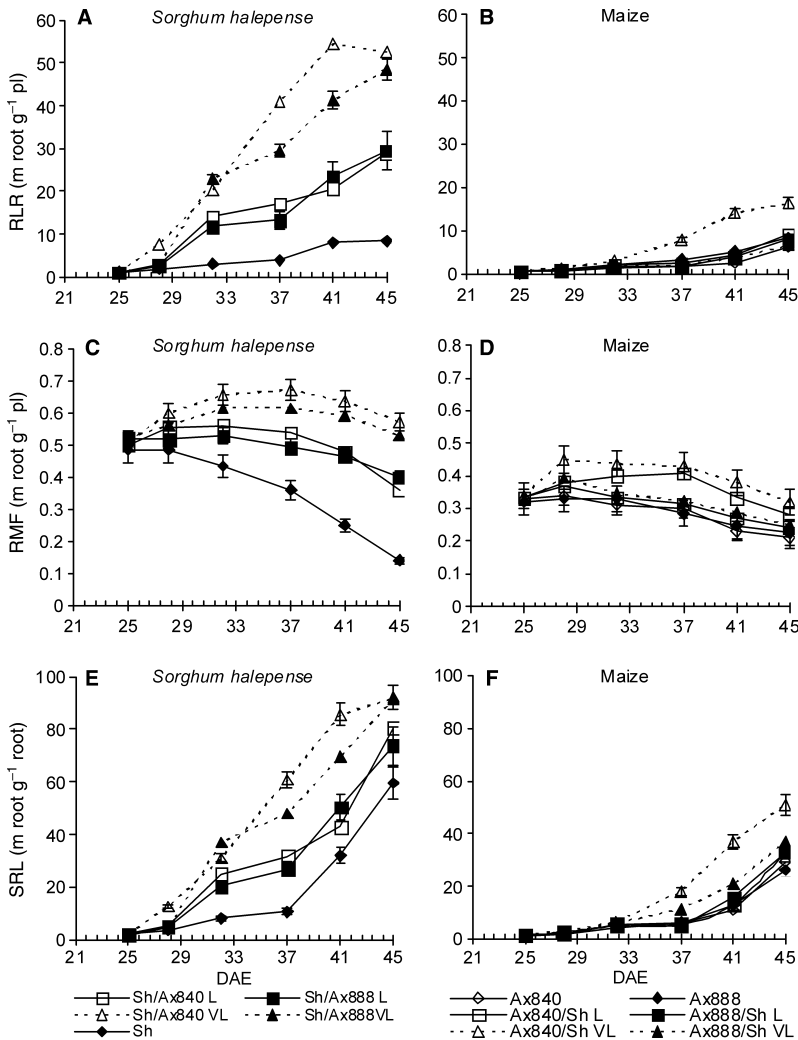 A Sorghum halepense
B Maize
RLR (m root g⁻¹ pl)
60
50
40
30
20
10
0
21 25 29 33 37 41 45
60
50
40
30
20
10
0
21 25 29 33 37 41 45
C Sorghum halepense
D Maize
RMF (m root g⁻¹ pl)
0.8
0.7
0.6
0.5
0.4
0.3
0.2
0.1
0
21 25 29 33 37 41 45
0.8
0.7
0.6
0.5
0.4
0.3
0.2
0.1
0
21 25 29 33 37 41 45
E Sorghum halepense
F Maize
SRL (m root g⁻¹ root)
100
80
60
40
20
0
21 25 29 33 37 41 45
DAE
100
80
60
40
20
0
21 25 29 33 37 41 45
DAE
Sh/Ax840 L
Sh/Ax888 L
Sh/Ax840 VL
Sh/Ax888VL
Sh
Ax840
Ax888
Ax840/Sh L
Ax888/Sh L
Ax840/Sh VL
Ax888/Sh VL